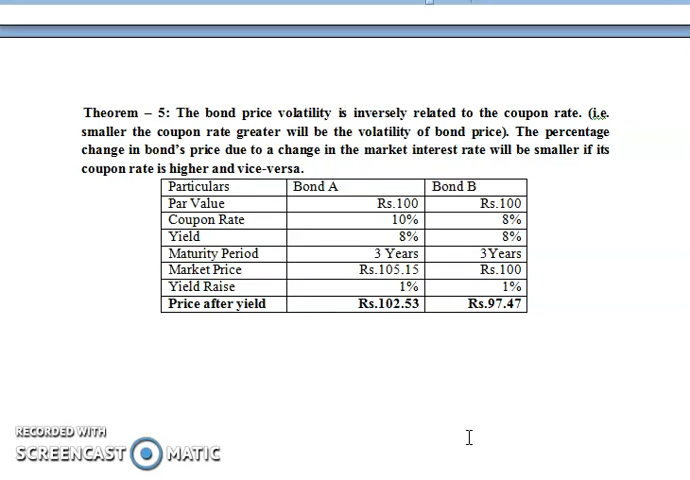 Theorem – 5: The bond price volatility is inversely related to the coupon rate. (i.e.
smaller the coupon rate greater will be the volatility of bond price). The percentage
change in bond's price due to a change in the market interest rate will be smaller if its
coupon rate is higher and vice-versa.
Particulars Bond A Bond B
Par Value Rs.100 Rs.100
Coupon Rate 10% 8%
Yield 8% 8%
Maturity Period 3 Years 3Years
Market Price Rs.105.15 Rs.100
Yield Raise 1% 1%
Price after yield Rs.102.53 Rs.97.47
RECORDED WITH
SCREENCAST MATIC